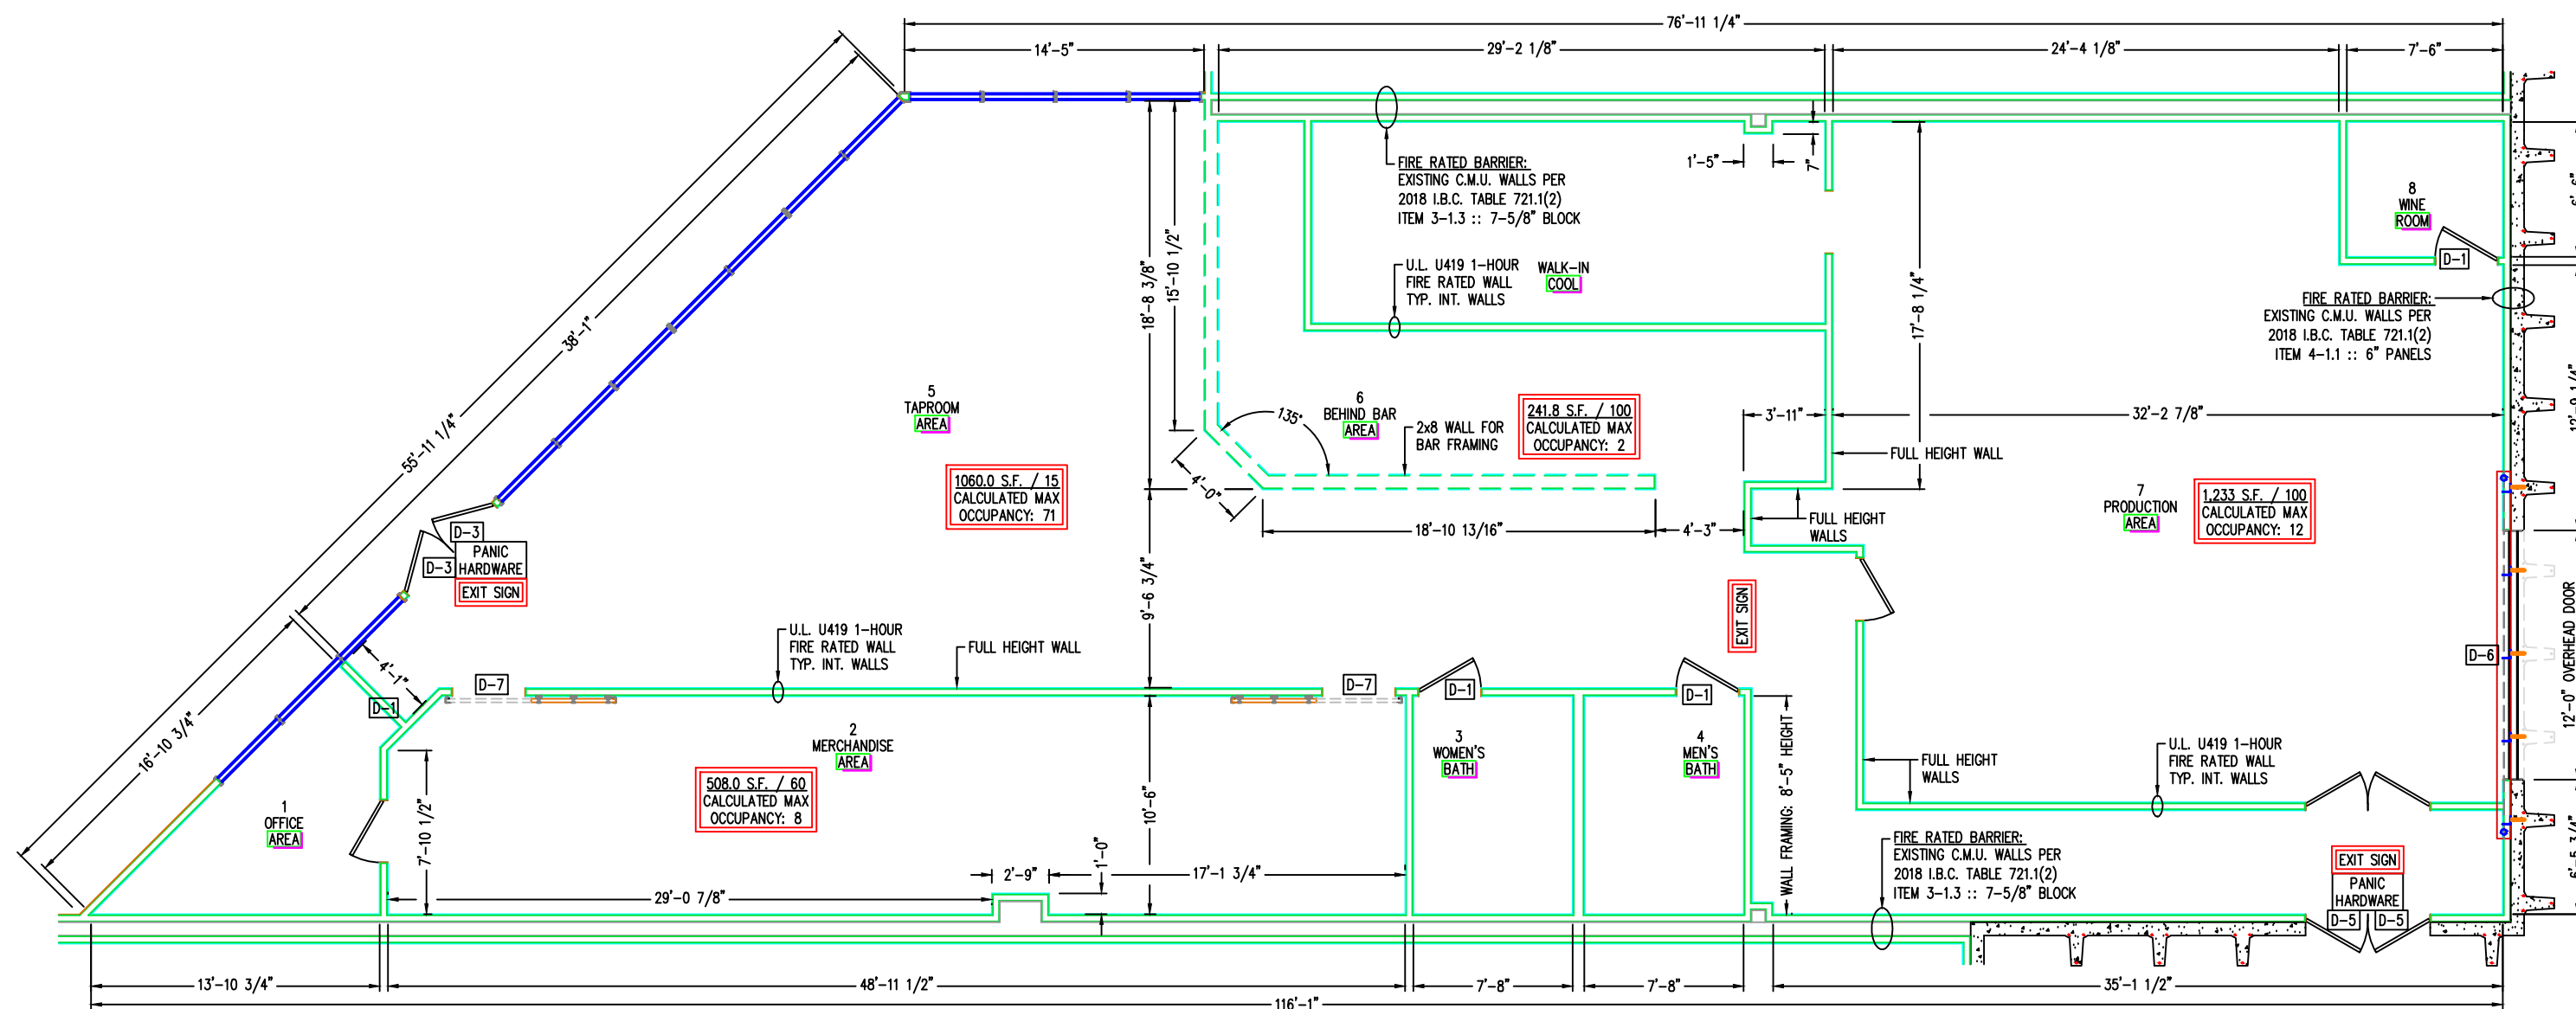 76'-11 1/4"
14'-5"
29'-2 1/8"
24'-4 1/8"
7'-6"
38'-1"
55'-11 1/4"
16'-10 3/4"
18'-8 3/8"
15'-10 1/2"
FIRE RATED BARRIER:
EXISTING C.M.U. WALLS PER
2018 I.B.C. TABLE 721.1(2)
ITEM 3-1.3 :: 7-5/8" BLOCK
1'-5"
7"
U.L. U419 1-HOUR
FIRE RATED WALL
TYP. INT. WALLS
WALK-IN
COOL
17'-8 1/4"
8
WINE
ROOM
D-1
FIRE RATED BARRIER:
EXISTING C.M.U. WALLS PER
2018 I.B.C. TABLE 721.1(2)
ITEM 4-1.1 :: 6" PANELS
6'-6"
12'-9 1/4"
5
TAPROOM
AREA
1060.0 S.F. / 15
CALCULATED MAX
OCCUPANCY: 71
135°
6
BEHIND BAR
AREA
2x8 WALL FOR
BAR FRAMING
241.8 S.F. / 100
CALCULATED MAX
OCCUPANCY: 2
3'-11"
32'-2 7/8"
FULL HEIGHT WALL
4'-0"
18'-10 13/16"
4'-3"
FULL HEIGHT
WALLS
7
PRODUCTION
AREA
1,233 S.F. / 100
CALCULATED MAX
OCCUPANCY: 12
D-3
D-3
PANIC
HARDWARE
EXIT SIGN
9'-6 3/4"
EXIT SIGN
D-6
12'-0" OVERHEAD DOOR
4'-1"
D-1
D-7
U.L. U419 1-HOUR
FIRE RATED WALL
TYP. INT. WALLS
FULL HEIGHT WALL
D-7
D-1
D-1
2
MERCHANDISE
AREA
508.0 S.F. / 60
CALCULATED MAX
OCCUPANCY: 8
3
WOMEN'S
BATH
4
MEN'S
BATH
WALL FRAMING: 8'-5" HEIGHT
FULL HEIGHT
WALLS
U.L. U419 1-HOUR
FIRE RATED WALL
TYP. INT. WALLS
1
OFFICE
AREA
7'-10 1/2"
10'-6"
1'-0"
2'-9"
17'-1 3/4"
29'-0 7/8"
FIRE RATED BARRIER:
EXISTING C.M.U. WALLS PER
2018 I.B.C. TABLE 721.1(2)
ITEM 3-1.3 :: 7-5/8" BLOCK
EXIT SIGN
PANIC
HARDWARE
D-5
D-5
6'-5 3/4"
13'-10 3/4"
48'-11 1/2"
7'-8"
7'-8"
35'-1 1/2"
116'-1"